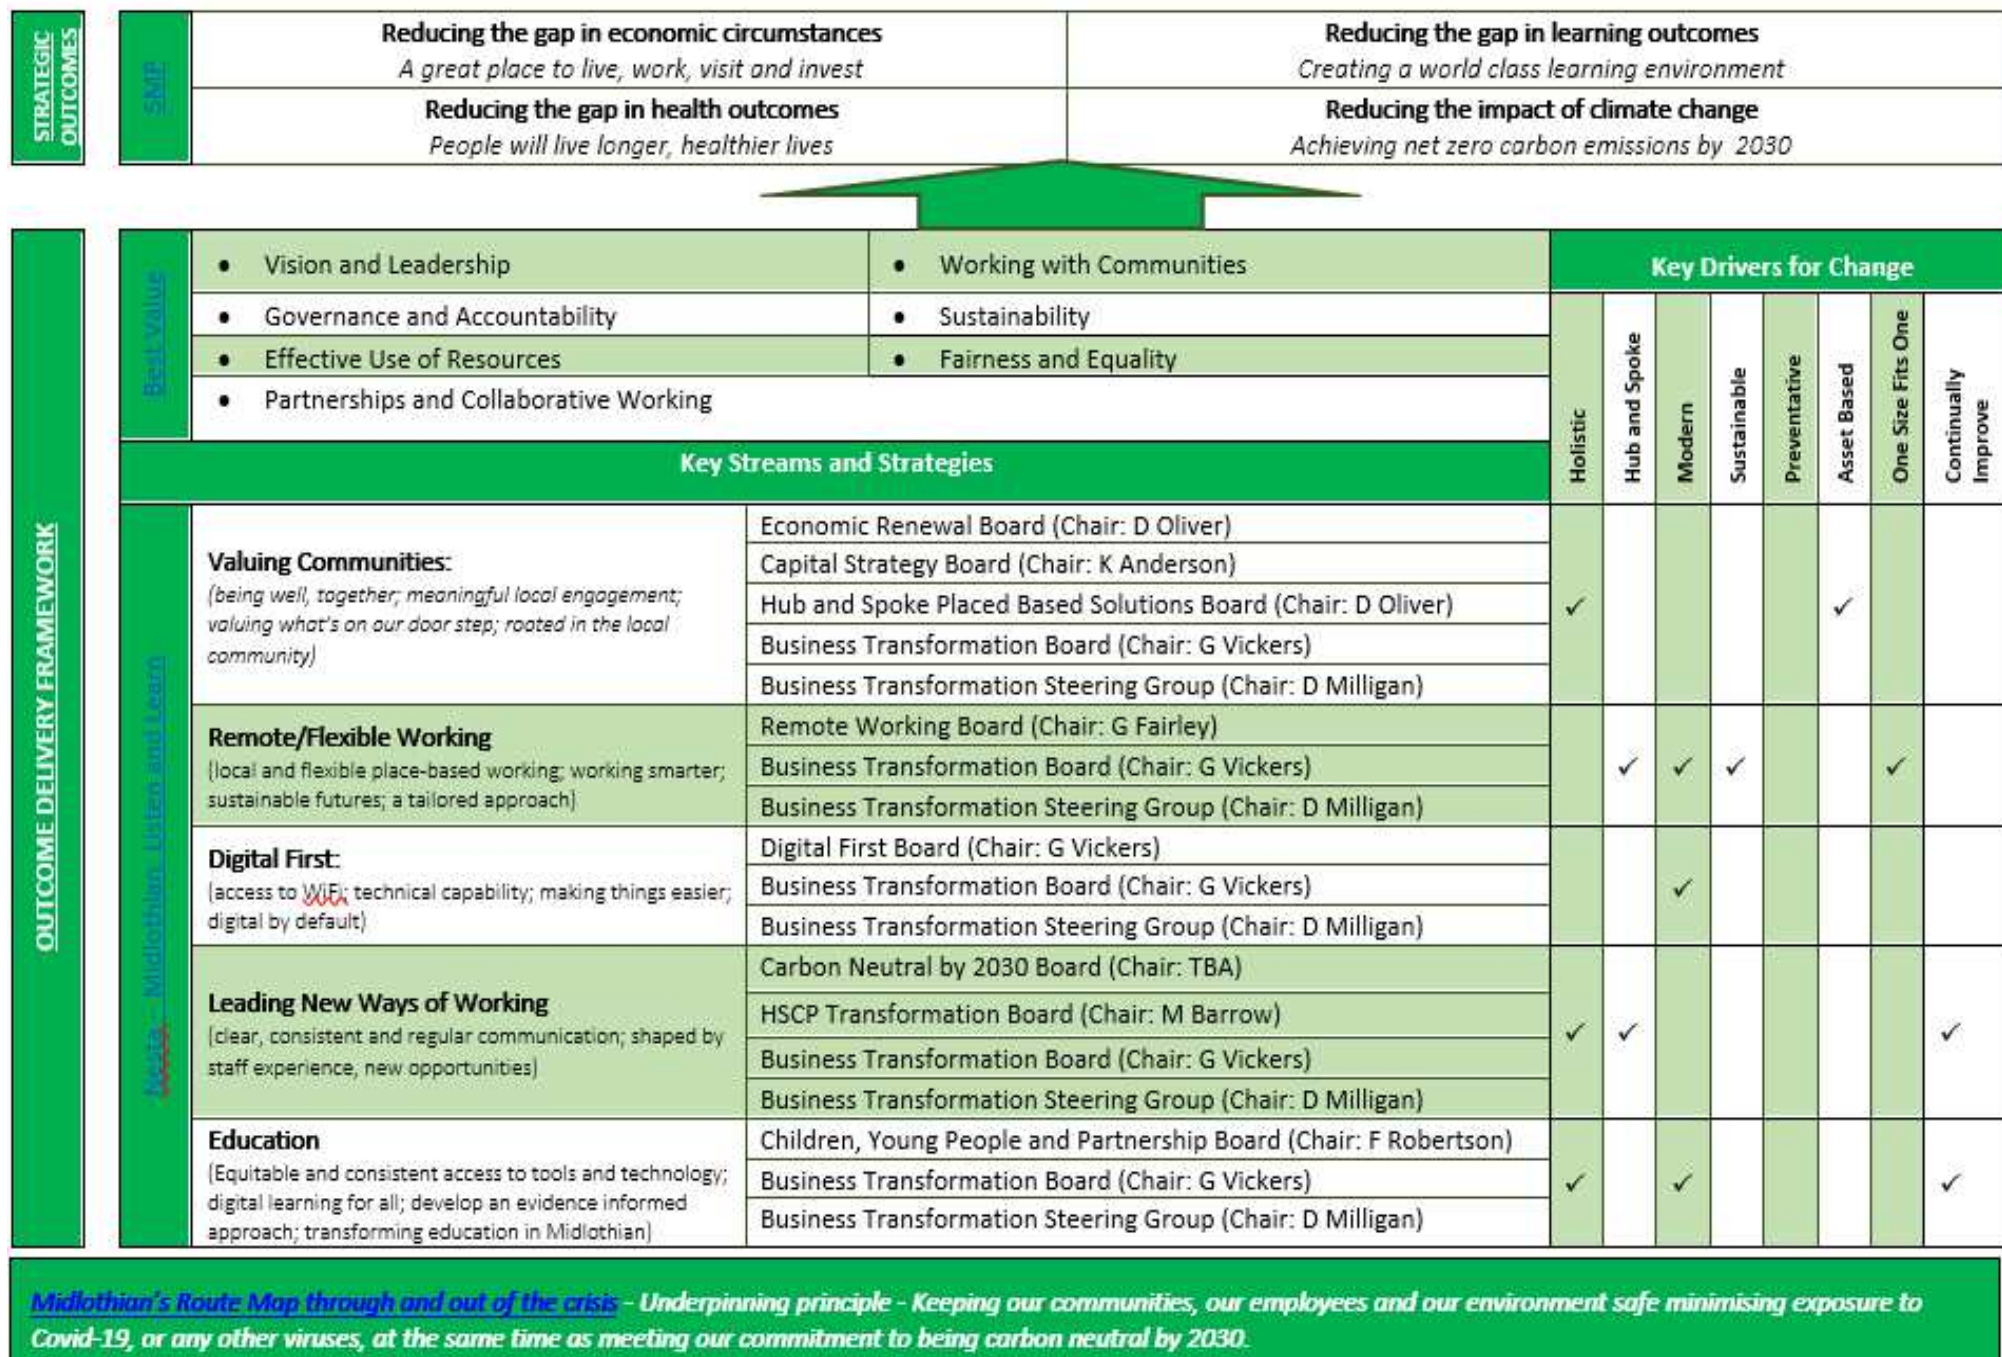 STRATEGIC
OUTCOMES
SMP
Reducing the gap in economic circumstances
A great place to live, work, visit and invest
Reducing the gap in learning outcomes
Creating a world class learning environment
Reducing the gap in health outcomes
People will live longer, healthier lives
Reducing the impact of climate change
Achieving net zero carbon emissions by 2030
OUTCOME DELIVERY FRAMEWORK
Best Value
• Vision and Leadership
• Working with Communities
• Governance and Accountability
• Sustainability
• Effective Use of Resources
• Fairness and Equality
• Partnerships and Collaborative Working
Key Drivers for Change
Holistic
Hub and Spoke
Modern
Sustainable
Preventative
Asset Based
One Size Fits One
Continually
Improve
Key Streams and Strategies
Nesta – Midlothian, Listen and Learn
Valuing Communities:
(being well, together; meaningful local engagement;
valuing what's on our door step; rooted in the local
community)
Economic Renewal Board (Chair: D Oliver)
Capital Strategy Board (Chair: K Anderson)
Hub and Spoke Placed Based Solutions Board (Chair: D Oliver)
Business Transformation Board (Chair: G Vickers)
Business Transformation Steering Group (Chair: D Milligan)
✓ ✓
Remote/Flexible Working
(local and flexible place-based working; working smarter;
sustainable futures; a tailored approach)
Remote Working Board (Chair: G Fairley)
Business Transformation Board (Chair: G Vickers)
Business Transformation Steering Group (Chair: D Milligan)
✓ ✓ ✓ ✓
Digital First:
(access to WiFi; technical capability; making things easier;
digital by default)
Digital First Board (Chair: G Vickers)
Business Transformation Board (Chair: G Vickers)
Business Transformation Steering Group (Chair: D Milligan)
✓
Leading New Ways of Working
(clear, consistent and regular communication; shaped by
staff experience, new opportunities)
Carbon Neutral by 2030 Board (Chair: TBA)
HSCP Transformation Board (Chair: M Barrow)
Business Transformation Board (Chair: G Vickers)
Business Transformation Steering Group (Chair: D Milligan)
✓ ✓ ✓
Education
(Equitable and consistent access to tools and technology;
digital learning for all; develop an evidence informed
approach; transforming education in Midlothian)
Children, Young People and Partnership Board (Chair: F Robertson)
Business Transformation Board (Chair: G Vickers)
Business Transformation Steering Group (Chair: D Milligan)
✓ ✓ ✓
Midlothian's Route Map through and out of the crisis - Underpinning principle - Keeping our communities, our employees and our environment safe minimising exposure to
Covid-19, or any other viruses, at the same time as meeting our commitment to being carbon neutral by 2030.